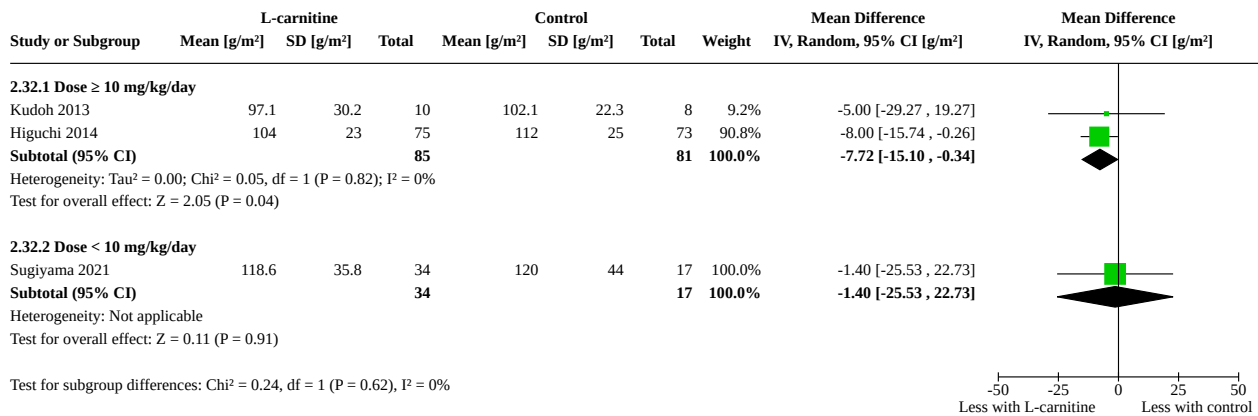 L-carnitine Control Mean Difference Mean Difference
Study or Subgroup Mean [g/m²] SD [g/m²] Total Mean [g/m²] SD [g/m²] Total Weight IV, Random, 95% CI [g/m²] IV, Random, 95% CI [g/m²]
2.32.1 Dose ≥ 10 mg/kg/day
Kudoh 2013 97.1 30.2 10 102.1 22.3 8 9.2% -5.00 [-29.27 , 19.27]
Higuchi 2014 104 23 75 112 25 73 90.8% -8.00 [-15.74 , -0.26]
Subtotal (95% CI) 85 81 100.0% -7.72 [-15.10 , -0.34]
Heterogeneity: Tau² = 0.00; Chi² = 0.05, df = 1 (P = 0.82); I² = 0%
Test for overall effect: Z = 2.05 (P = 0.04)
2.32.2 Dose < 10 mg/kg/day
Sugiyama 2021 118.6 35.8 34 120 44 17 100.0% -1.40 [-25.53 , 22.73]
Subtotal (95% CI) 34 17 100.0% -1.40 [-25.53 , 22.73]
Heterogeneity: Not applicable
Test for overall effect: Z = 0.11 (P = 0.91)
Test for subgroup differences: Chi² = 0.24, df = 1 (P = 0.62), I² = 0%
-50 -25 0 25 50
Less with L-carnitine Less with control